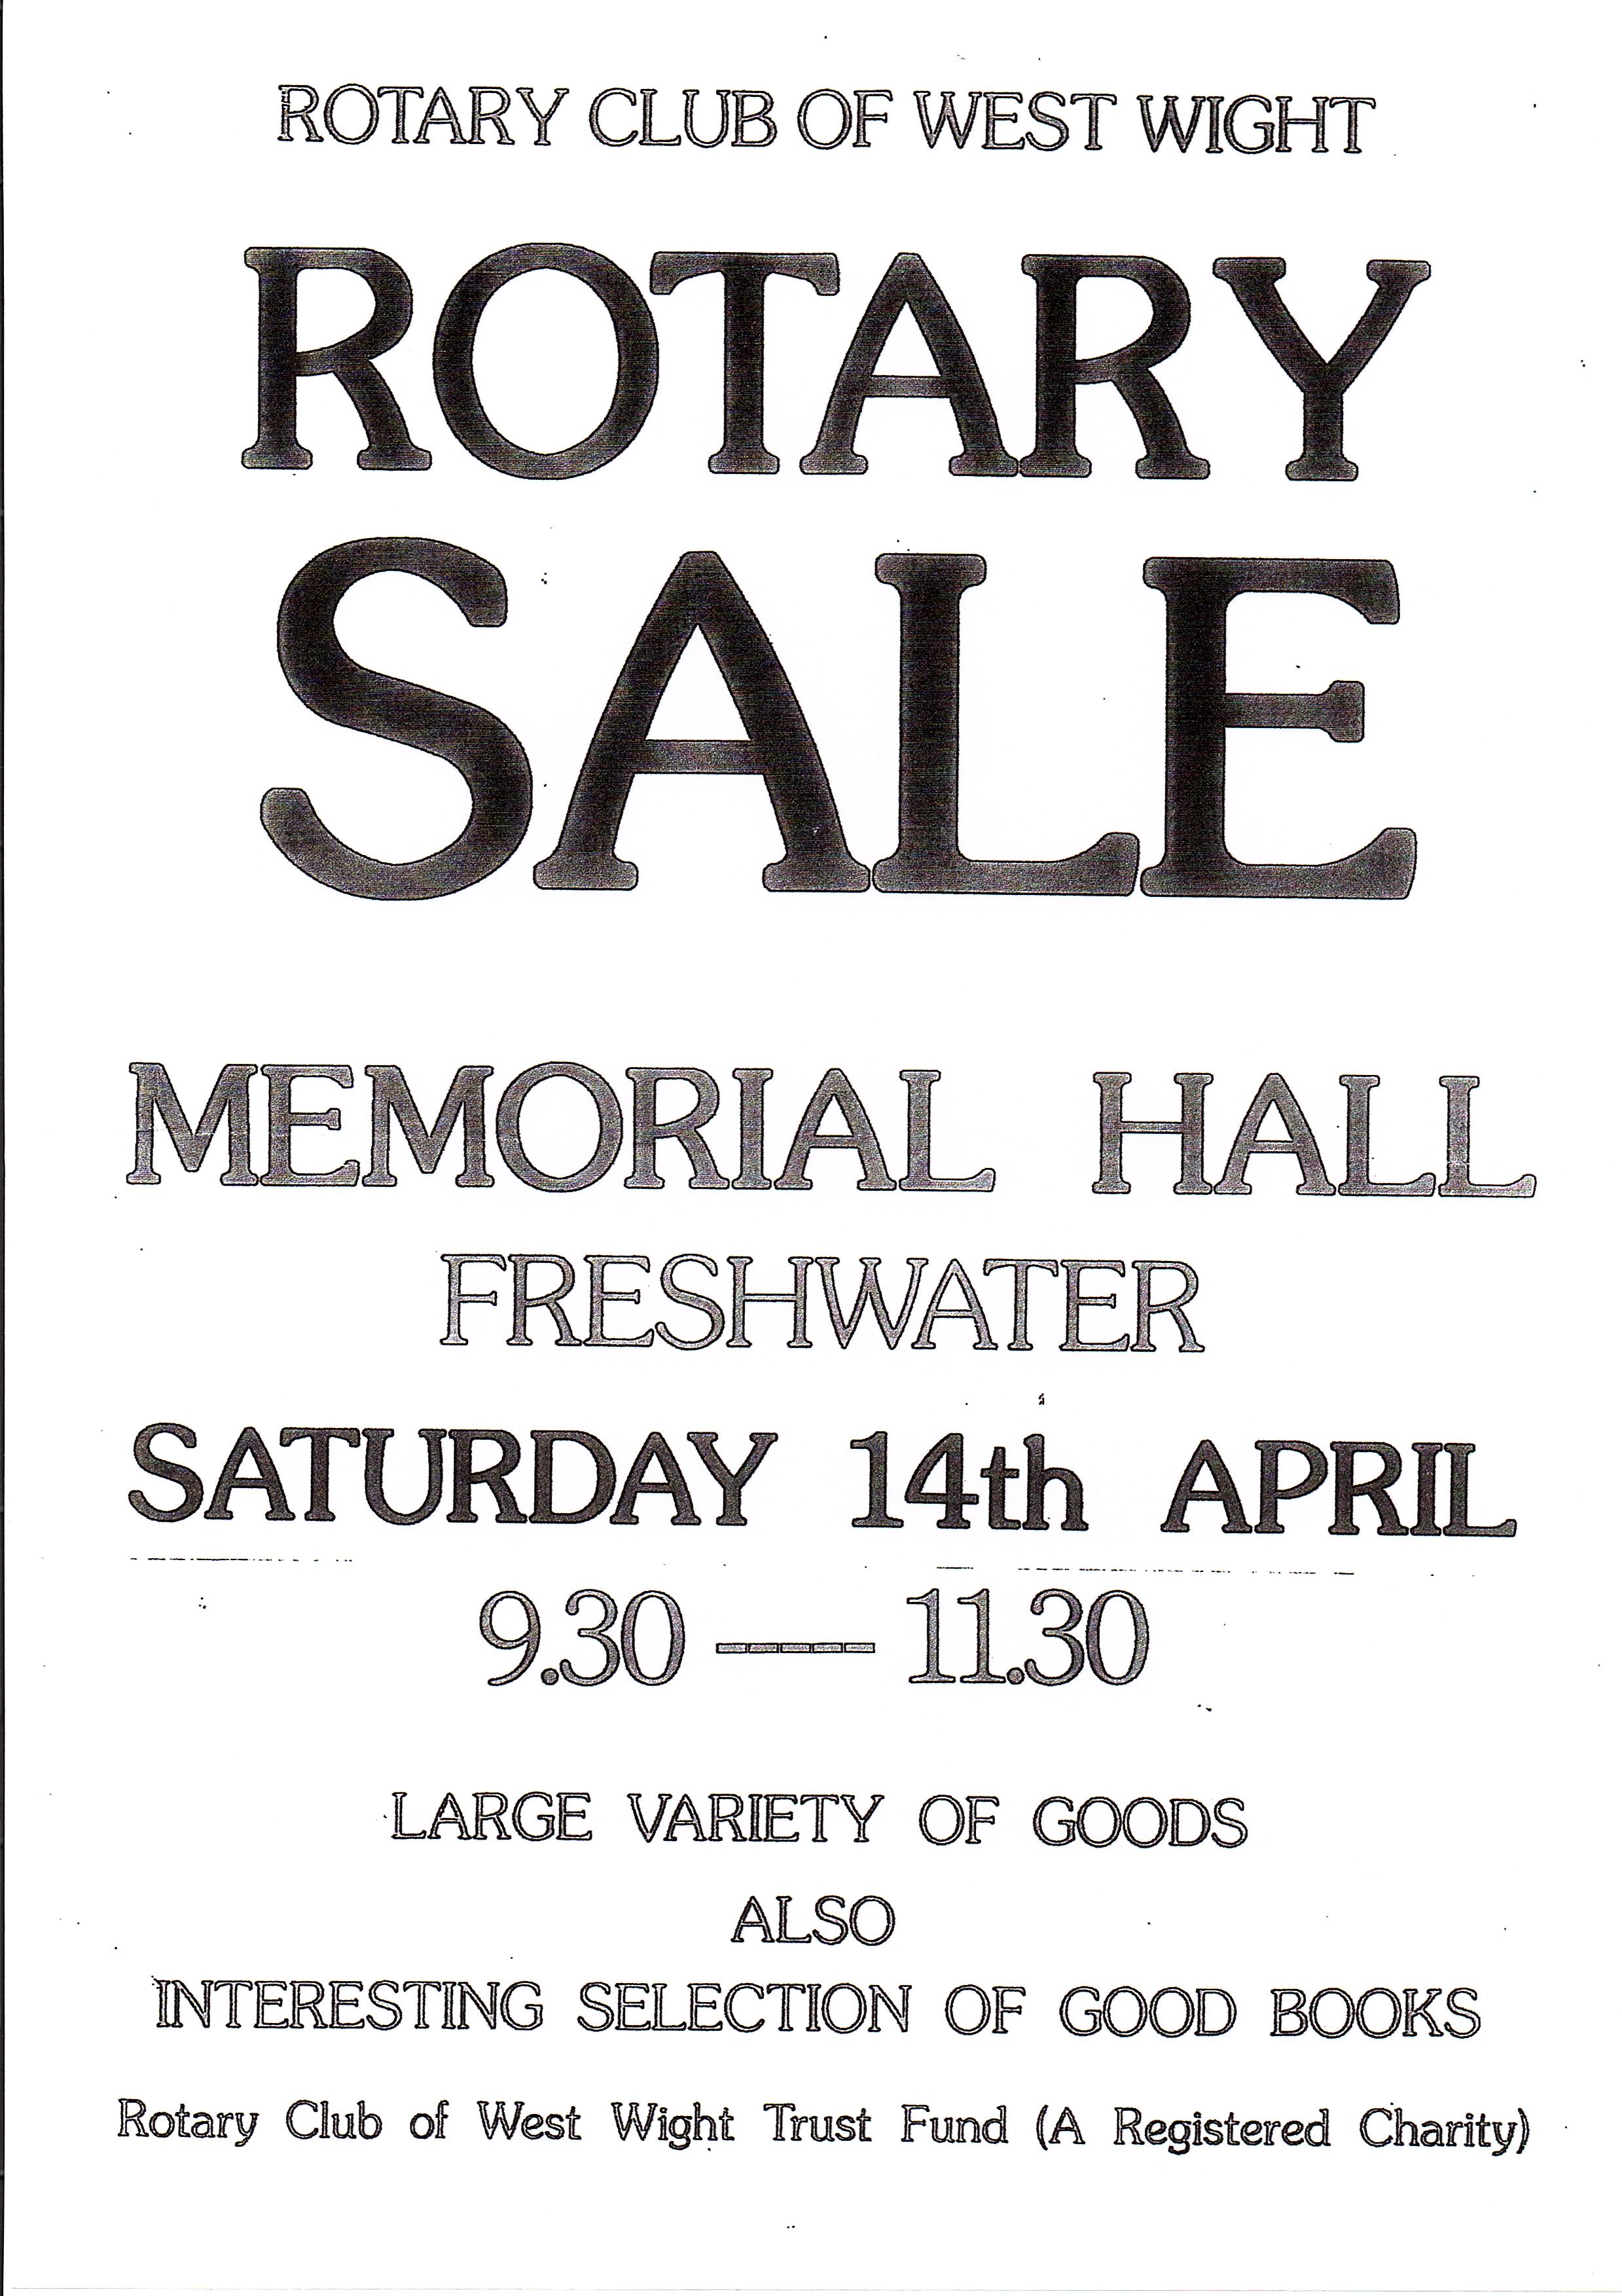 ROTARY CLUB OF WEST WIGHT
ROTARY
SALE
MEMORIAL HALL
FRESHWATER
SATURDAY 14th APRIL
9.30 ----- 11.30
LARGE VARIETY OF GOODS
ALSO
INTERESTING SELECTION OF GOOD BOOKS
Rotary Club of West Wight Trust Fund (A Registered Charity)